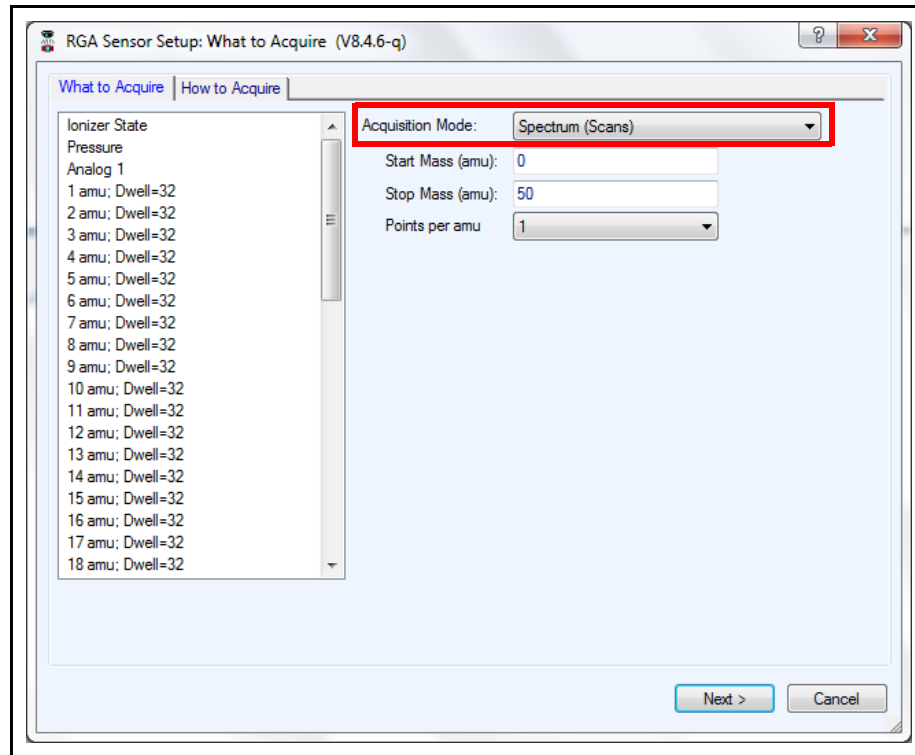 RGA Sensor Setup: What to Acquire (V8.4.6-q)
What to Acquire
How to Acquire
Ionizer State
Pressure
Analog 1
1 amu; Dwell=32
2 amu; Dwell=32
3 amu; Dwell=32
4 amu; Dwell=32
5 amu; Dwell=32
6 amu; Dwell=32
7 amu; Dwell=32
8 amu; Dwell=32
9 amu; Dwell=32
10 amu; Dwell=32
11 amu; Dwell=32
12 amu; Dwell=32
13 amu; Dwell=32
14 amu; Dwell=32
15 amu; Dwell=32
16 amu; Dwell=32
17 amu; Dwell=32
18 amu; Dwell=32
Acquisition Mode: Spectrum (Scans)
Start Mass (amu): 0
Stop Mass (amu): 50
Points per amu 1
Next >
Cancel